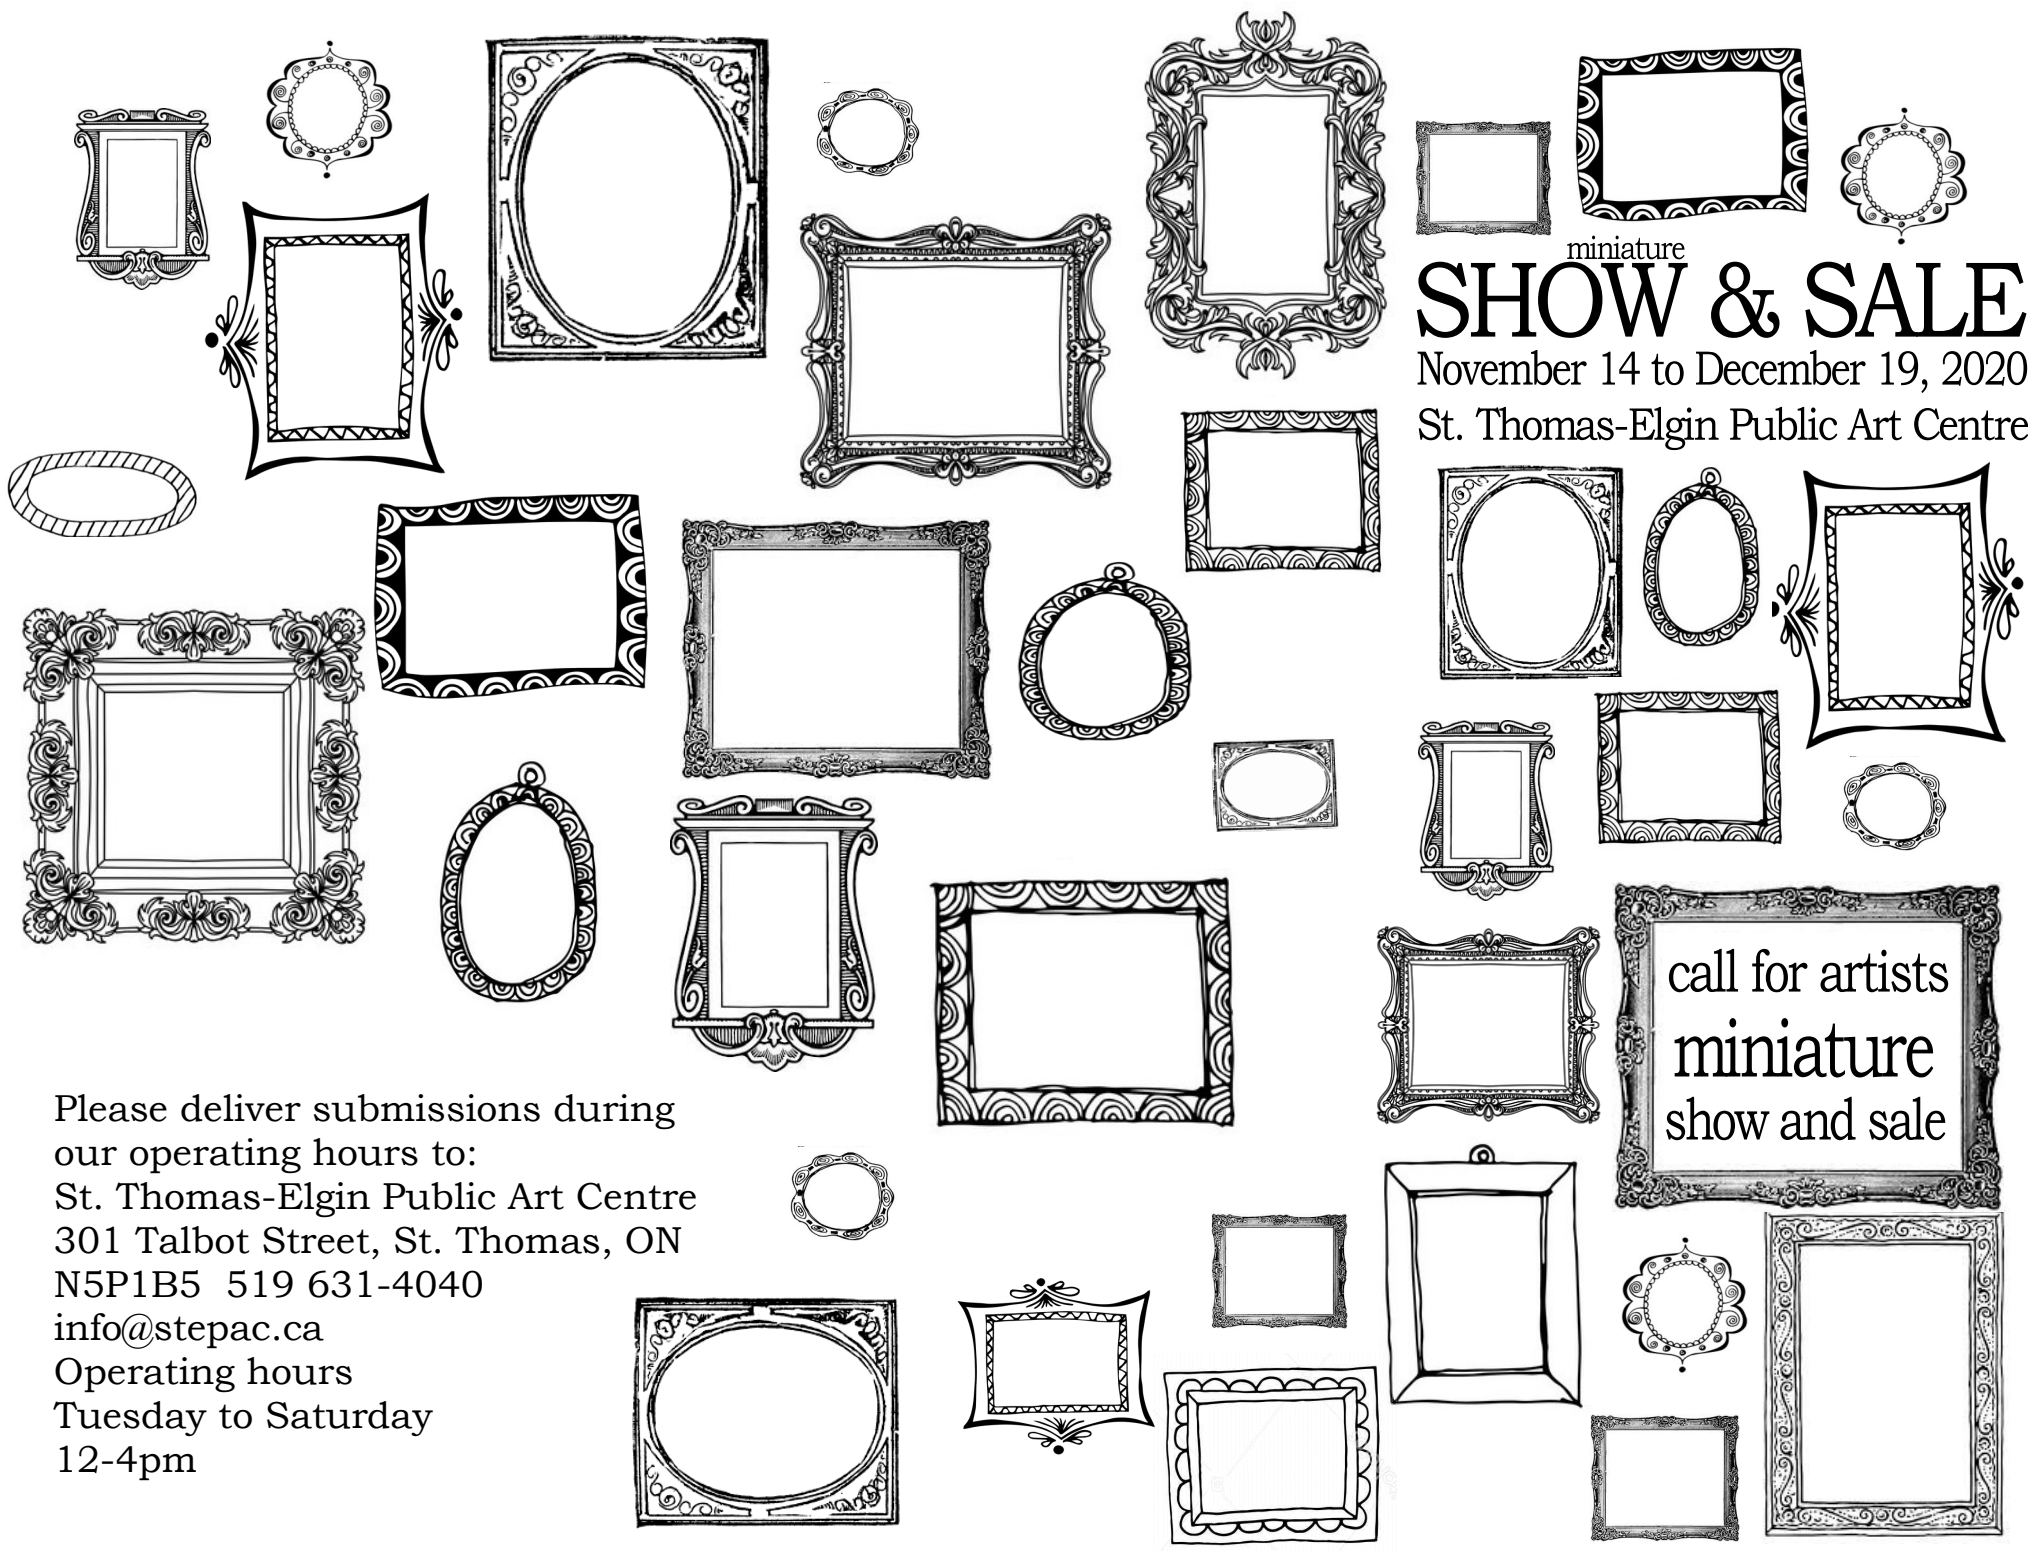 miniature
SHOW & SALE
November 14 to December 19, 2020
St. Thomas-Elgin Public Art Centre
call for artists
miniature
show and sale
Please deliver submissions during
our operating hours to:
St. Thomas-Elgin Public Art Centre
301 Talbot Street, St. Thomas, ON
N5P1B5  519 631-4040
info@stepac.ca
Operating hours
Tuesday to Saturday
12-4pm